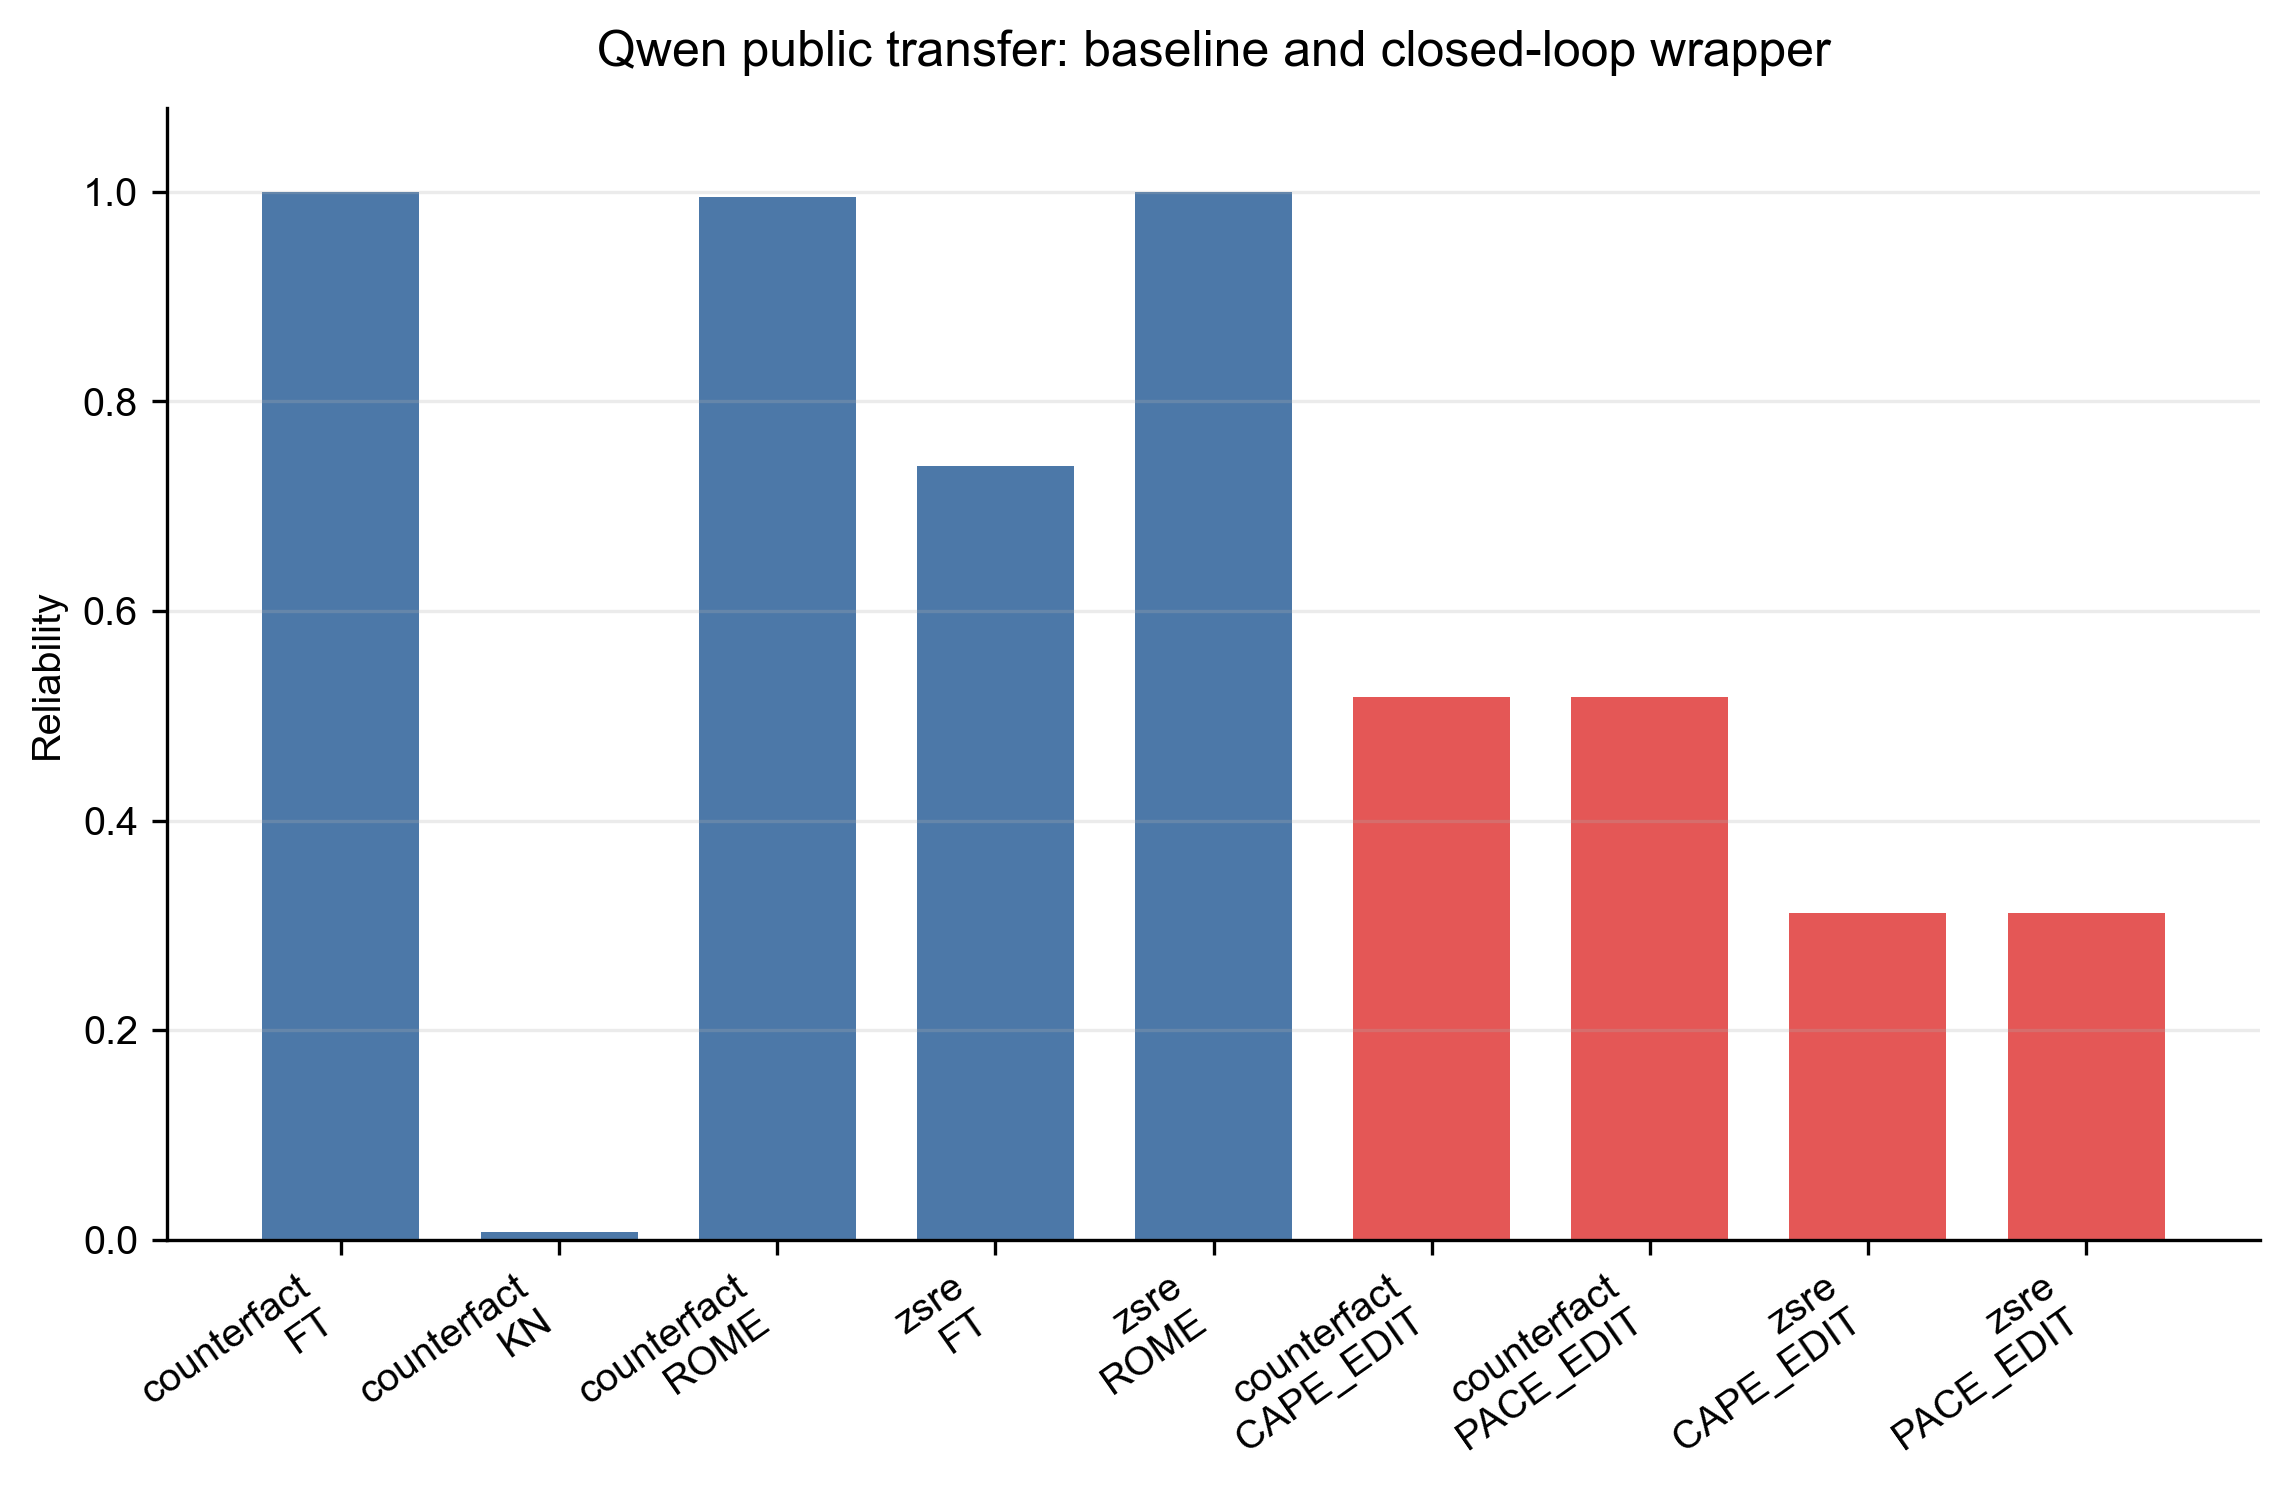 Qwen public transfer: baseline and closed-loop wrapper
Reliability
1.0
0.8
0.6
0.4
0.2
0.0
counterfact
FT
counterfact
KN
counterfact
ROME
zsre
FT
zsre
ROME
counterfact
CAPE_EDIT
counterfact
PACE_EDIT
zsre
CAPE_EDIT
zsre
PACE_EDIT